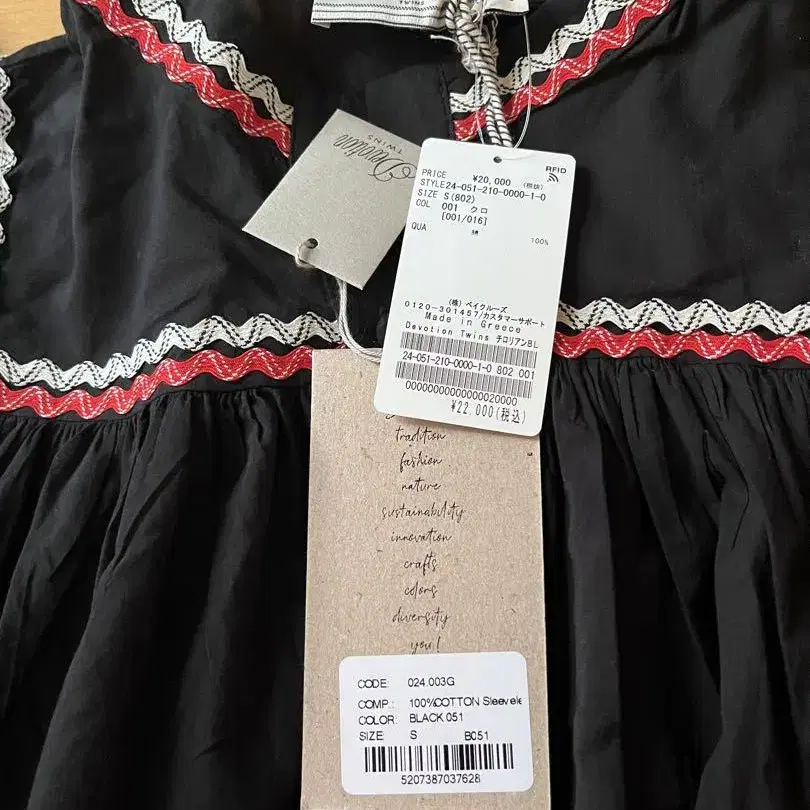 TWINS
Devotion
TWINS
RFID
PRICE ¥20,000 (税抜)
STYLE24-051-210-0000-1-0
SIZE S(802)
COL 001 クロ
[001/016]
QUA 綿 100%
(株) ベイクルーズ
0120-301457/カスタマーサポート
Made in Greece
Devotion Twins チロリアンBL
24-051-210-0000-1-0 802 001
0000000000000020000
¥22,000(税込)
tradition
fashion
nature
sustainability
innovation
crafts
colors
diversity
you!
CODE: 024.003G
COMP.: 100%COTTON Sleevele
COLOR: BLACK 051
SIZE: S B051
5207387037628